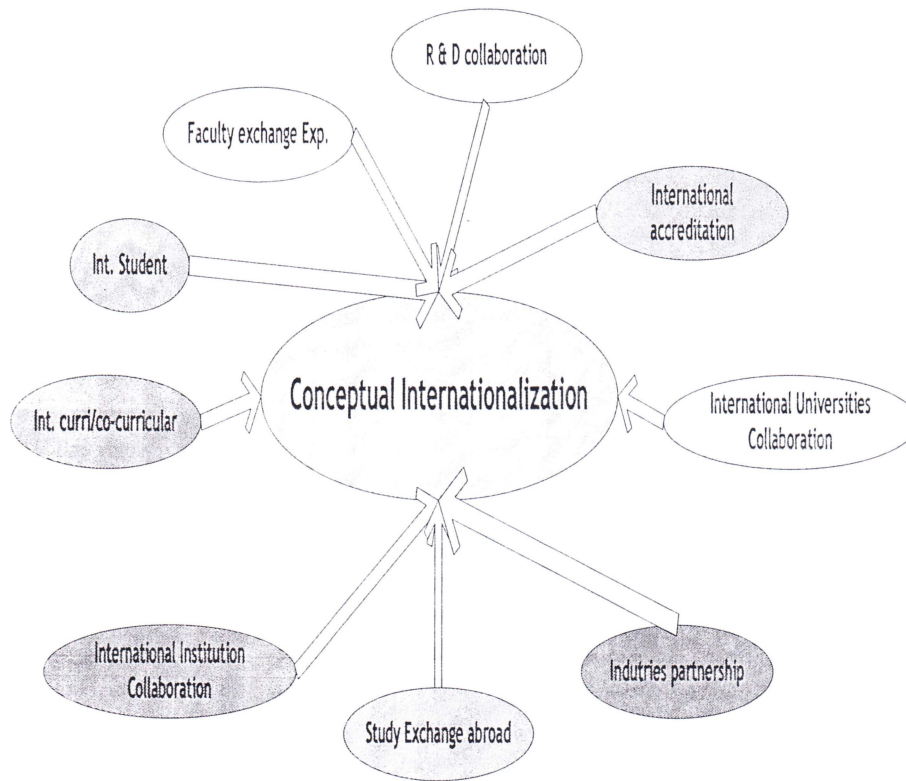 R & D collaboration
Faculty exchange Exp.
International
accreditation
Int. Student
Conceptual Internationalization
Int. curri/co-curricular
International Universities
Collaboration
International Institution
Collaboration
Indutries partnership
Study Exchange abroad